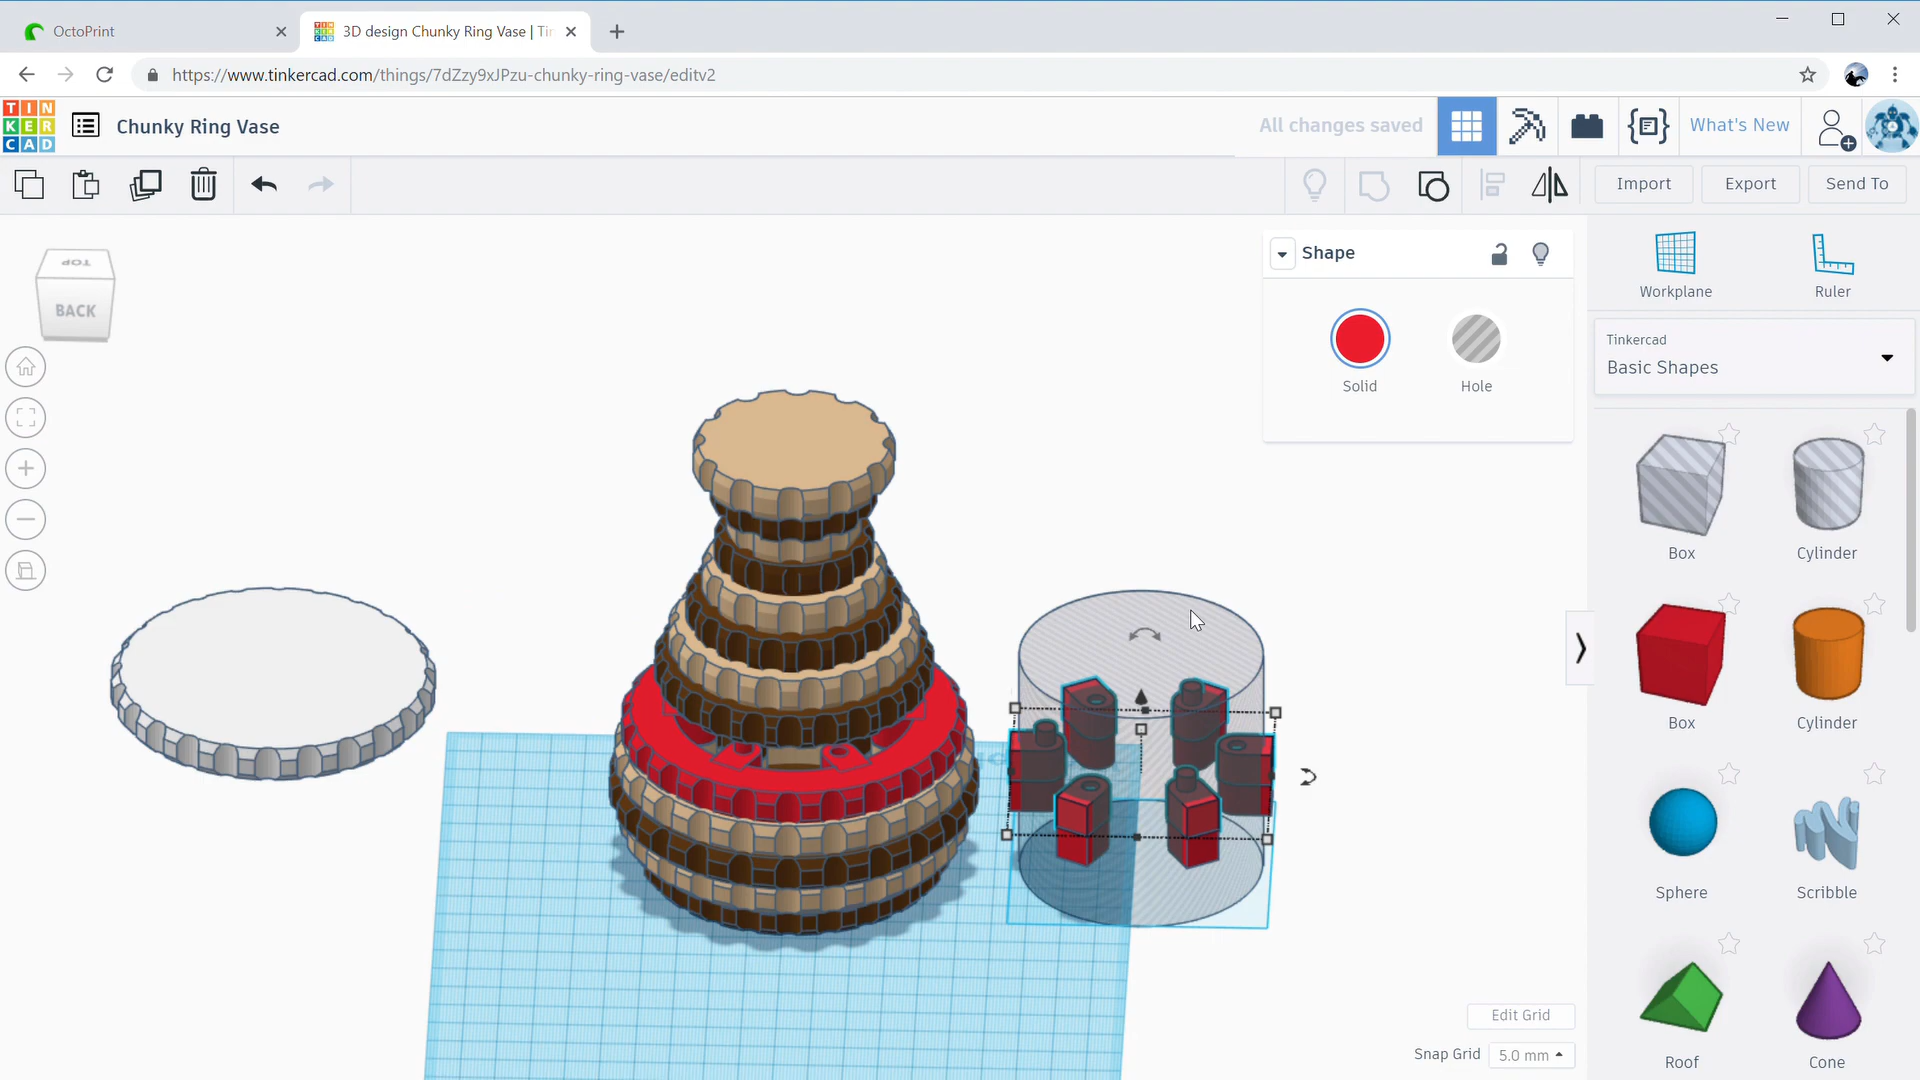 OctoPrint
3D design Chunky Ring Vase | Tin
https://www.tinkercad.com/things/7dZzy9xJPzu-chunky-ring-vase/editv2
TIN
KER
CAD
Chunky Ring Vase
All changes saved
What's New
Import
Export
Send To
TOP
BACK
Shape
Solid
Hole
Workplane
Ruler
Tinkercad
Basic Shapes
Box
Cylinder
Box
Cylinder
Sphere
Scribble
Roof
Cone
Edit Grid
Snap Grid
5.0 mm